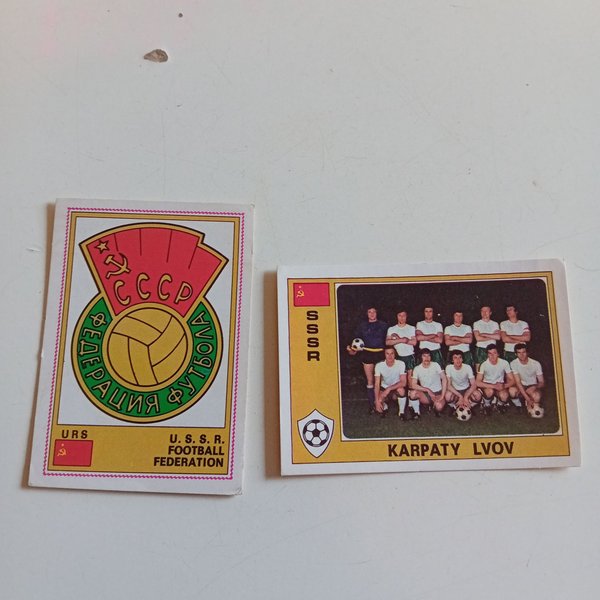 СССР
ФЕДЕРАЦИЯ ФУТБОЛА
URS
U. S. S. R.
FOOTBALL
FEDERATION
SSSR
KARPATY LVOV